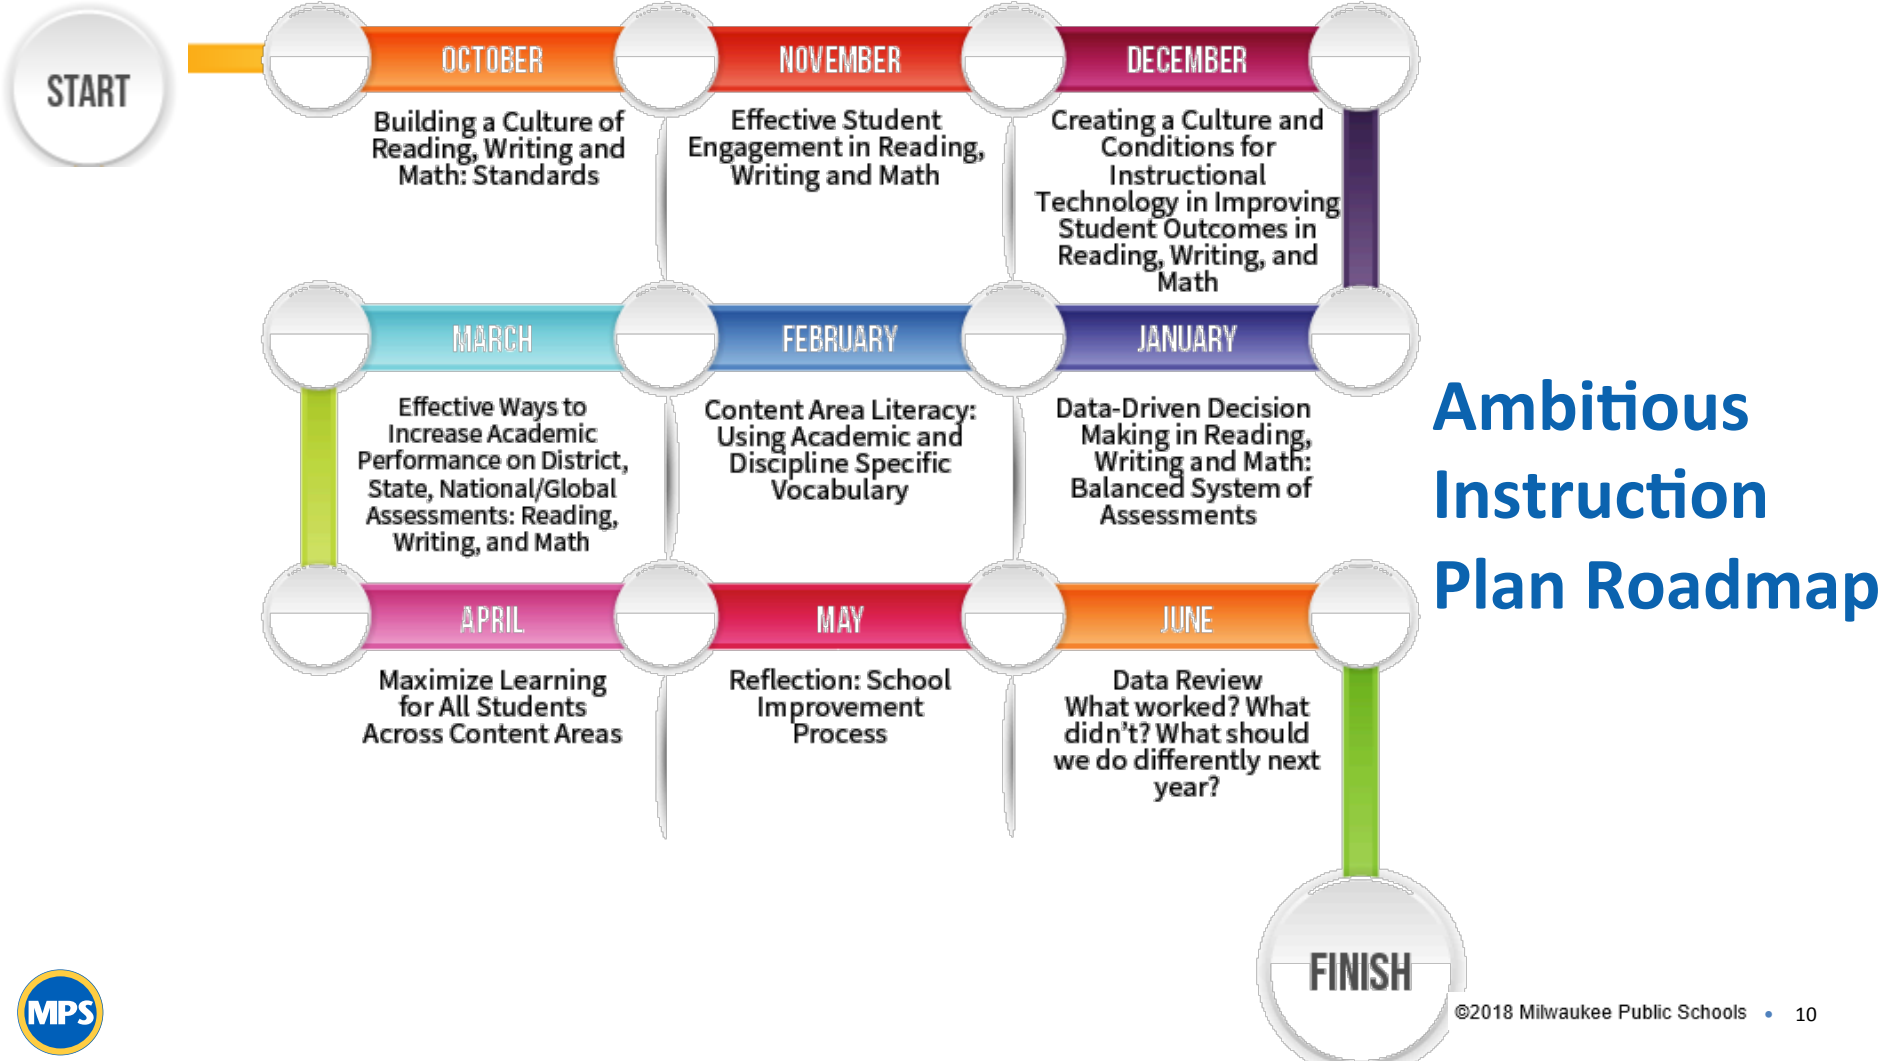 START
OCTOBER
Building a Culture of
Reading, Writing and
Math: Standards
NOVEMBER
Effective Student
Engagement in Reading,
Writing and Math
DECEMBER
Creating a Culture and
Conditions for
Instructional
Technology in Improving
Student Outcomes in
Reading, Writing, and
Math
JANUARY
Data-Driven Decision
Making in Reading,
Writing and Math:
Balanced System of
Assessments
FEBRUARY
Content Area Literacy:
Using Academic and
Discipline Specific
Vocabulary
MARCH
Effective Ways to
Increase Academic
Performance on District,
State, National/Global
Assessments: Reading,
Writing, and Math
APRIL
Maximize Learning
for All Students
Across Content Areas
MAY
Reflection: School
Improvement
Process
JUNE
Data Review
What worked? What
didn't? What should
we do differently next
year?
FINISH
Ambitious
Instruction
Plan Roadmap
MPS
©2018 Milwaukee Public Schools • 10